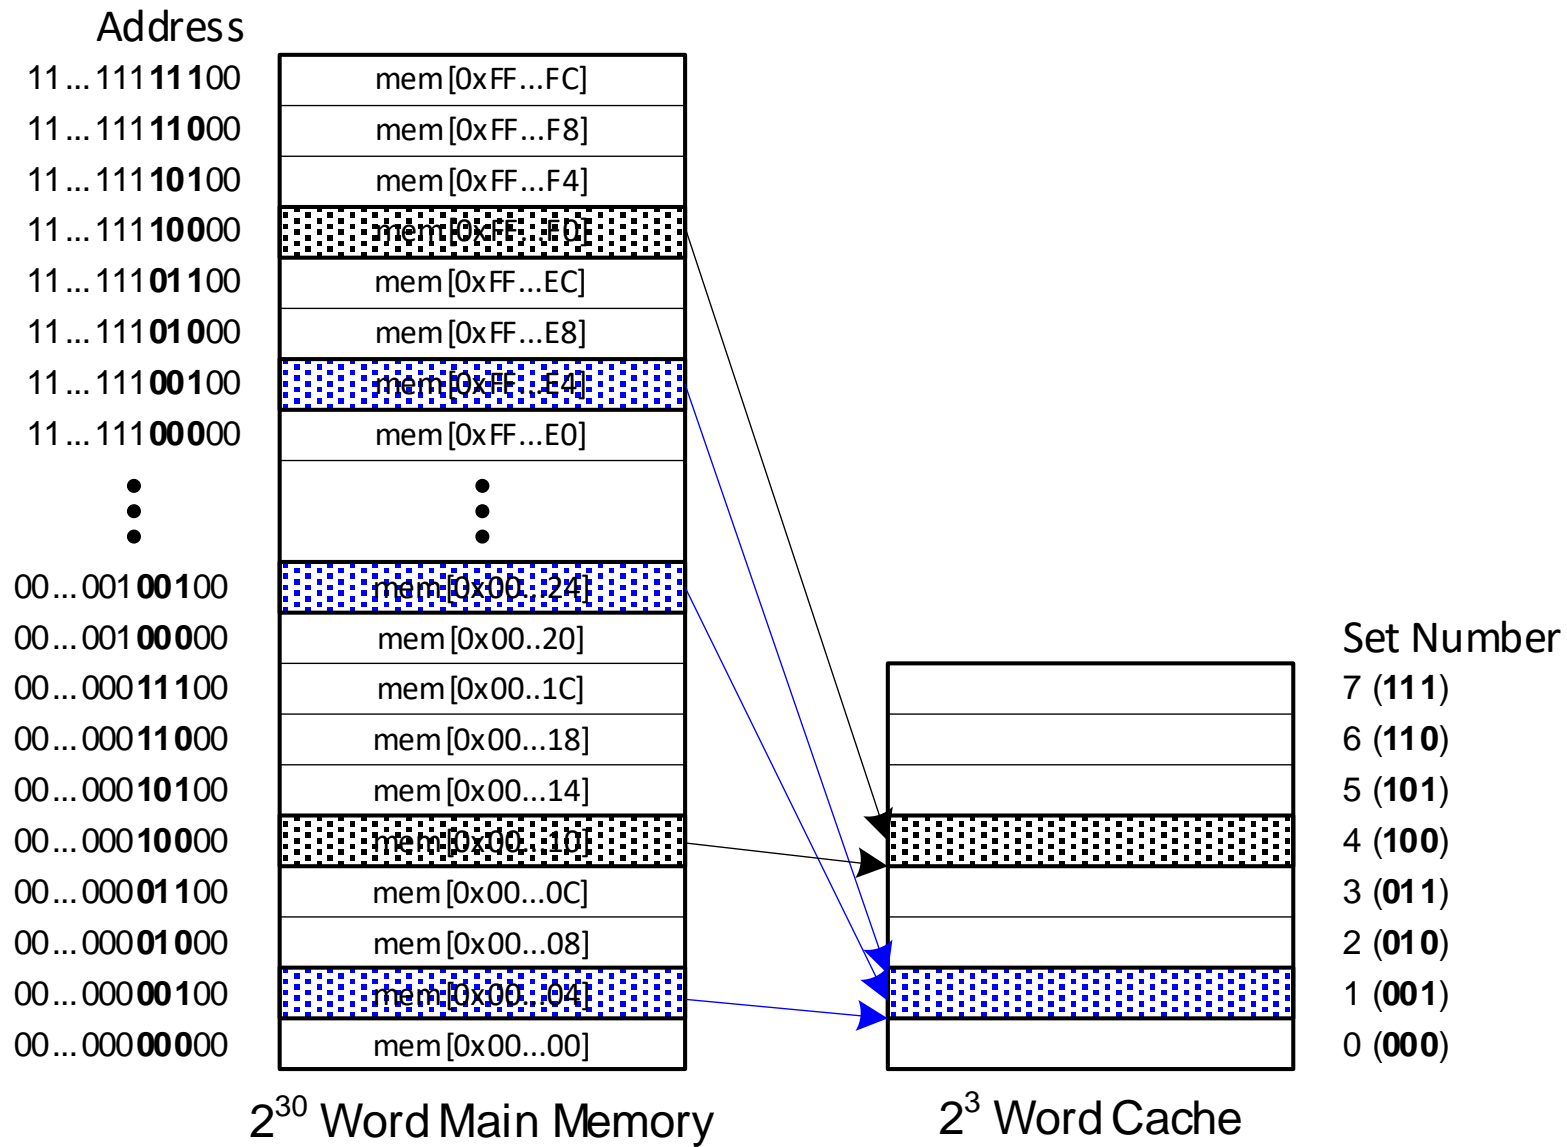 Address
11...11111100 mem[0xFF...FC]
11...11111000 mem[0xFF...F8]
11...11110100 mem[0xFF...F4]
11...11110000 mem[0xFF...F0]
11...11101100 mem[0xFF...EC]
11...11101000 mem[0xFF...E8]
11...11100100 mem[0xFF...E4]
11...11100000 mem[0xFF...E0]
00...00100100 mem[0x00...24]
00...00100000 mem[0x00..20]
Set Number
00...00011100 mem[0x00..1C] 7 (111)
00...00011000 mem[0x00...18] 6 (110)
00...00010100 mem[0x00...14] 5 (101)
00...00010000 mem[0x00...10] 4 (100)
00...00001100 mem[0x00...0C] 3 (011)
00...00001000 mem[0x00...08] 2 (010)
00...00000100 mem[0x00...04] 1 (001)
00...00000000 mem[0x00...00] 0 (000)
2³⁰ Word Main Memory
2³ Word Cache